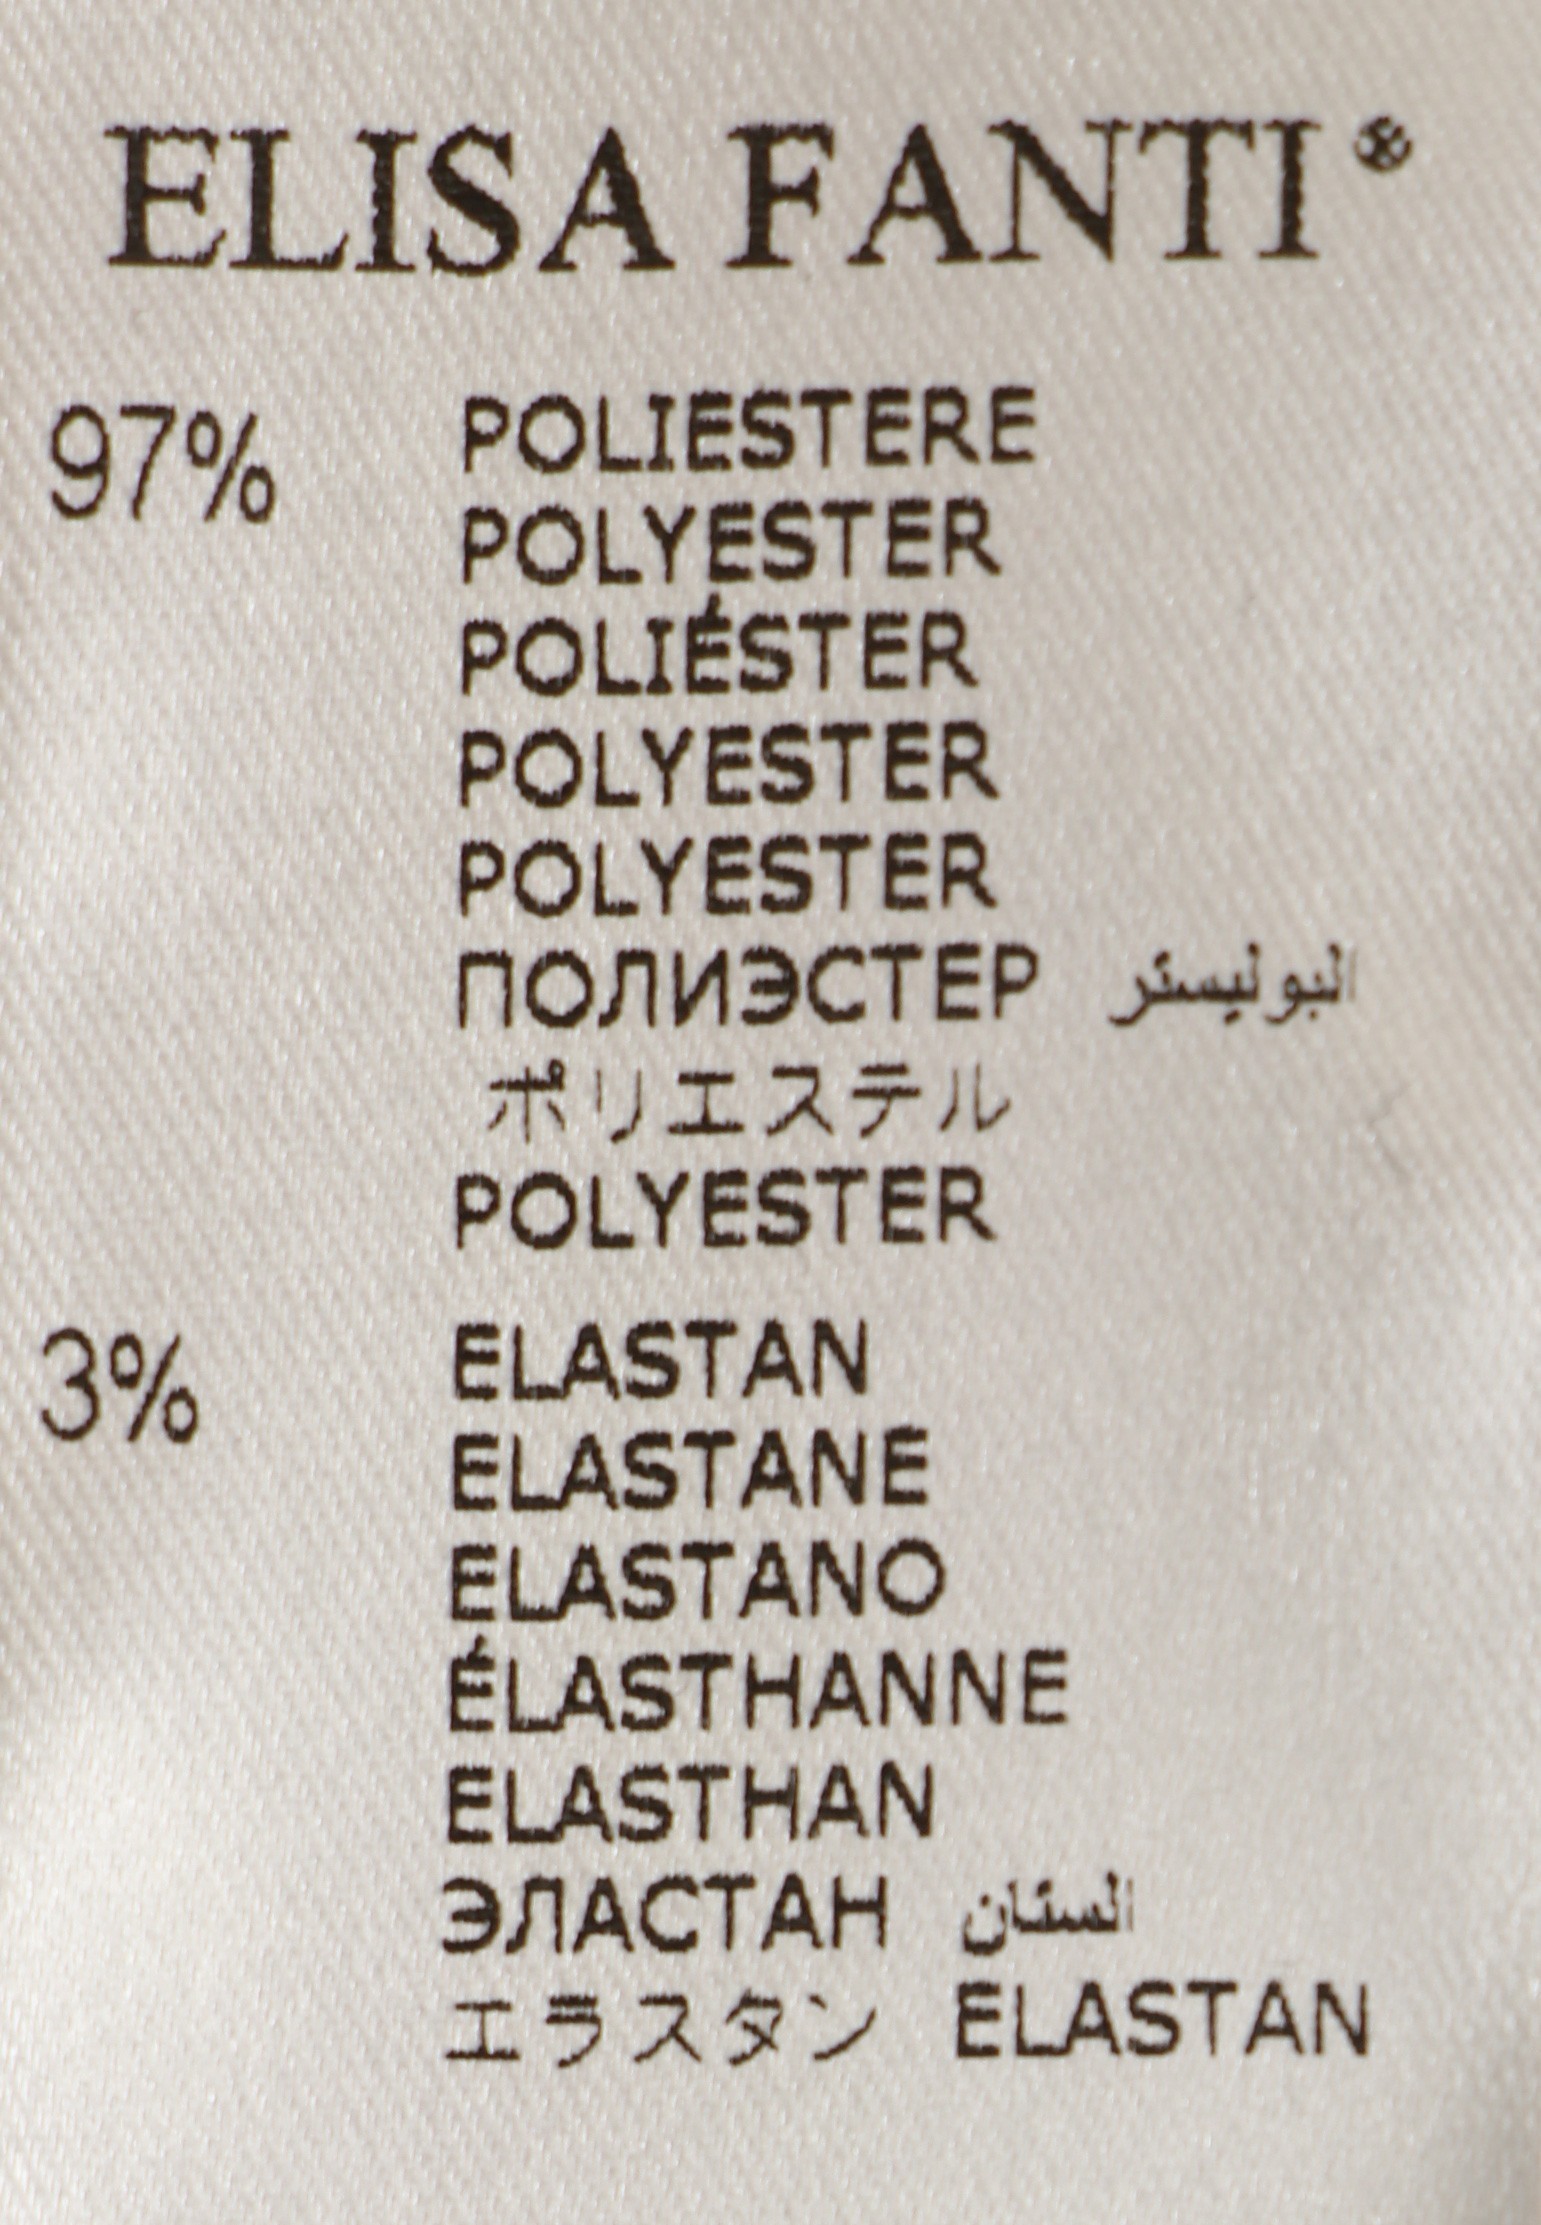 ELISA FANTI®
97% POLIESTERE
POLYESTER
POLIÉSTER
POLYESTER
POLYESTER
ПОЛИЭСТЕР البوليستر
ポリエステル
POLYESTER
3% ELASTAN
ELASTANE
ELASTANO
ÉLASTHANNE
ELASTHAN
ЭЛАСТАН الستان
エラスタン ELASTAN